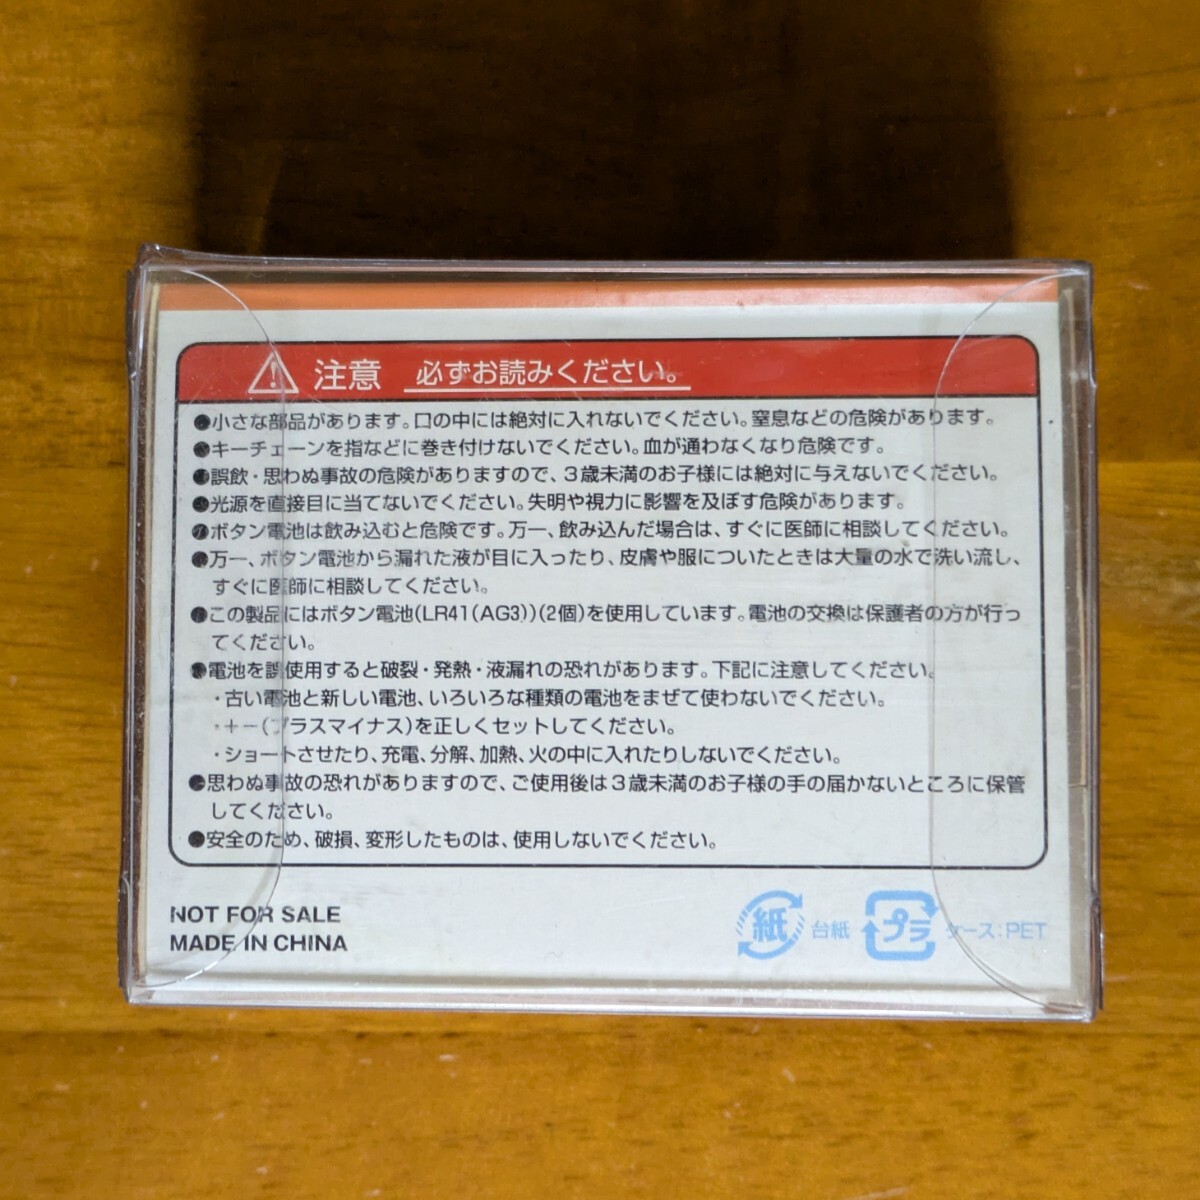 注意 必ずお読みください。
●小さな部品があります。口の中には絶対に入れないでください。窒息などの危険があります。
●キーチェーンを指などに巻き付けないでください。血が通わなくなり危険です。
●誤飲・思わぬ事故の危険がありますので、3歳未満のお子様には絶対に与えないでください。
●光源を直接目に当てないでください。失明や視力に影響を及ぼす危険があります。
●ボタン電池は飲み込むと危険です。万一、飲み込んだ場合は、すぐに医師に相談してください。
●万一、ボタン電池から漏れた液が目に入ったり、皮膚や服についたときは大量の水で洗い流し、
すぐに医師に相談してください。
●この製品にはボタン電池(LR41(AG3))(2個)を使用しています。電池の交換は保護者の方が行っ
てください。
●電池を誤使用すると破裂・発熱・液漏れの恐れがあります。下記に注意してください。
・古い電池と新しい電池、いろいろな種類の電池をまぜて使わないでください。
・+−(プラスマイナス)を正しくセットしてください。
・ショートさせたり、充電、分解、加熱、火の中に入れたりしないでください。
●思わぬ事故の恐れがありますので、ご使用後は3歳未満のお子様の手の届かないところに保管
してください。
●安全のため、破損、変形したものは、使用しないでください。
NOT FOR SALE
MADE IN CHINA
紙 台紙 プラ ケース:PET